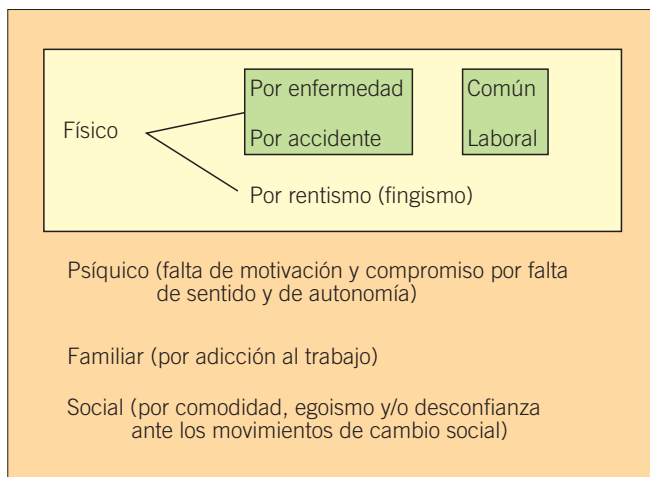 Físico
Por enfermedad
Por accidente
Común
Laboral
Por rentismo (fingismo)
Psíquico (falta de motivación y compromiso por falta
de sentido y de autonomía)
Familiar (por adicción al trabajo)
Social (por comodidad, egoismo y/o desconfianza
ante los movimientos de cambio social)